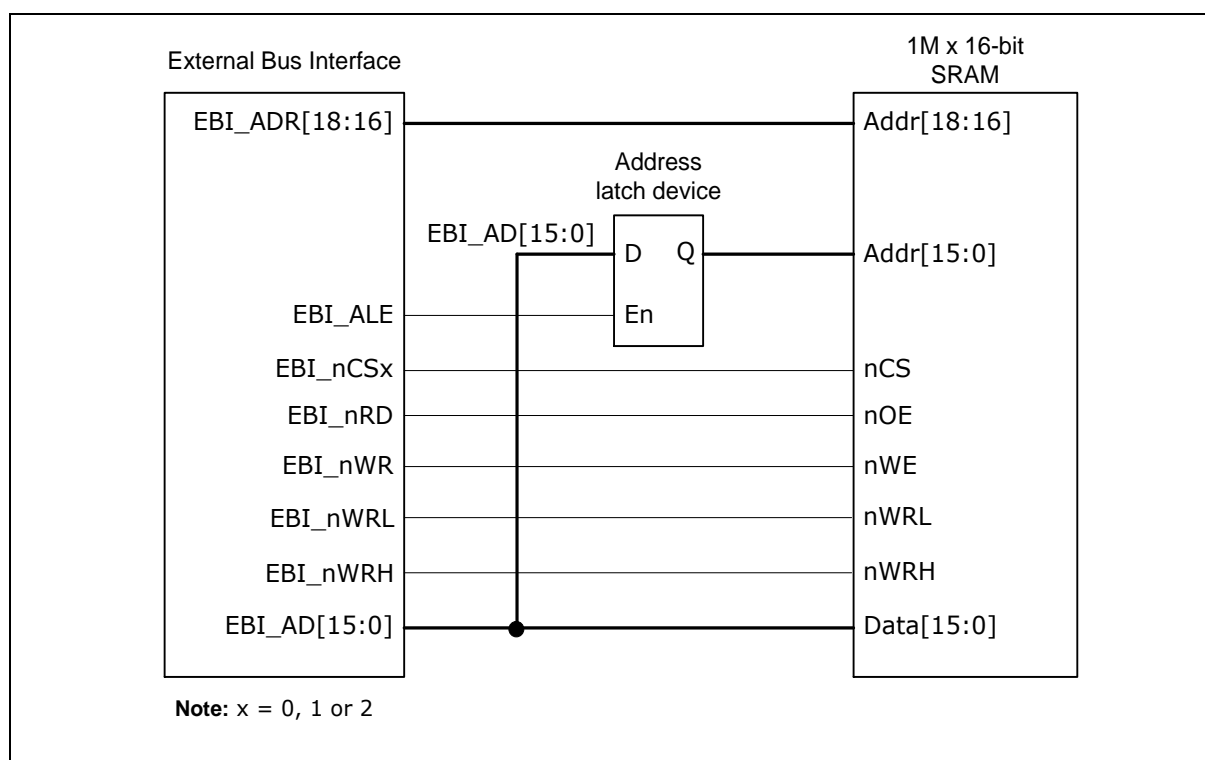 External Bus Interface
1M x 16-bit
SRAM
EBI_ADR[18:16]
Addr[18:16]
Address
latch device
EBI_AD[15:0]
D
Q
Addr[15:0]
EBI_ALE
En
EBI_nCSx
nCS
EBI_nRD
nOE
EBI_nWR
nWE
EBI_nWRL
nWRL
EBI_nWRH
nWRH
EBI_AD[15:0]
Data[15:0]
Note: x = 0, 1 or 2